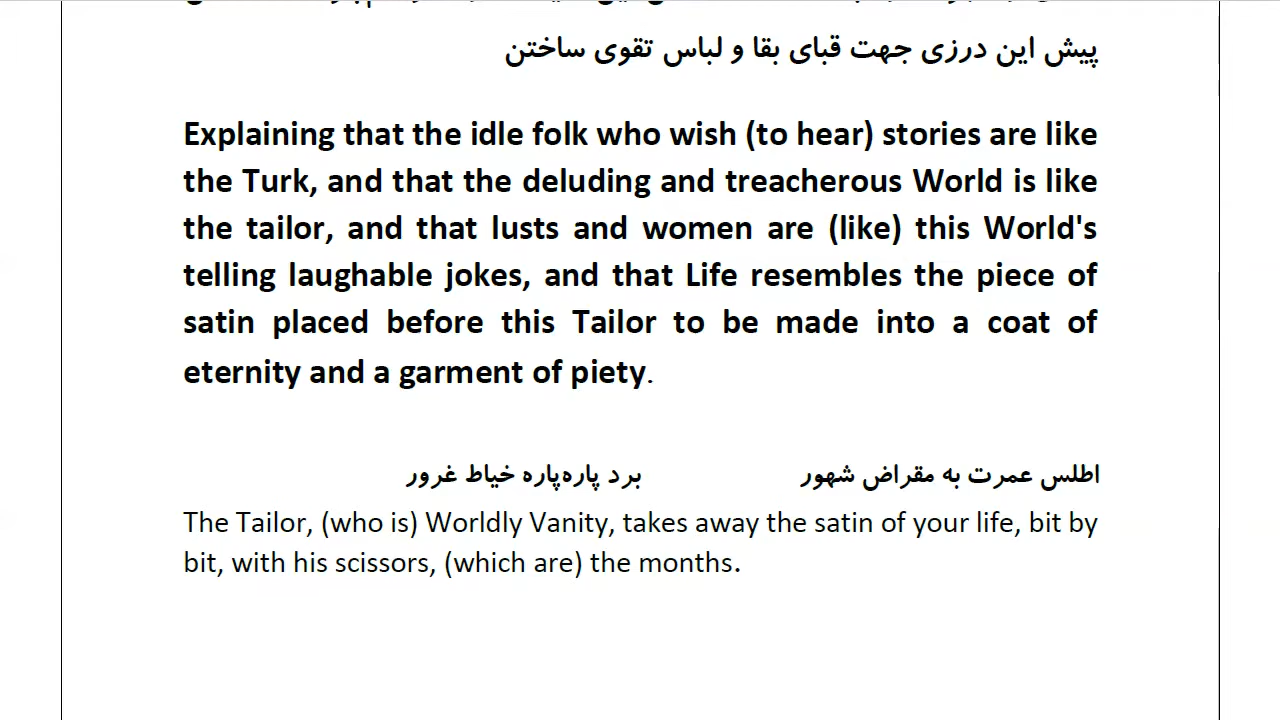 پیش این درزی جهت قبای بقا و لباس تقوی ساختن
Explaining that the idle folk who wish (to hear) stories are like
the Turk, and that the deluding and treacherous World is like
the tailor, and that lusts and women are (like) this World's
telling laughable jokes, and that Life resembles the piece of
satin placed before this Tailor to be made into a coat of
eternity and a garment of piety.
اطلس عمرت به مقراض شهور برد پاره‌پاره خیاط غرور
The Tailor, (who is) Worldly Vanity, takes away the satin of your life, bit by
bit, with his scissors, (which are) the months.